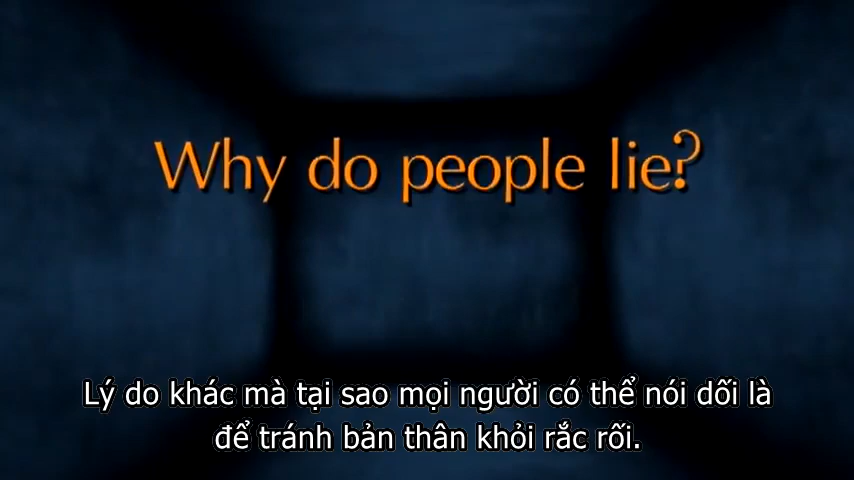 Why do people lie?
Lý do khác mà tại sao mọi người có thể nói dối là
để tránh bản thân khỏi rắc rối.